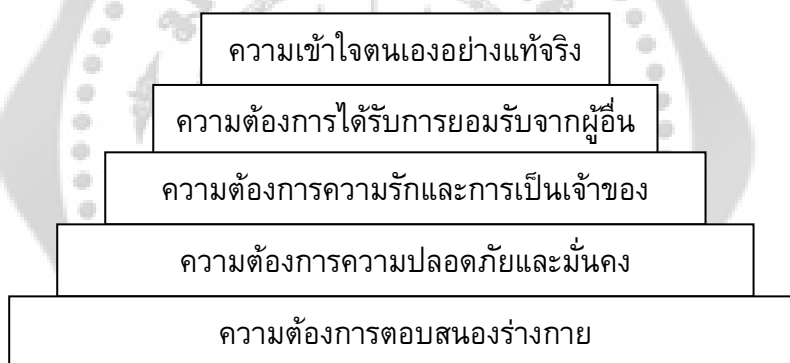 ความเข้าใจตนเองอย่างแท้จริง
ความต้องการได้รับการยอมรับจากผู้อื่น
ความต้องการความรักและการเป็นเจ้าของ
ความต้องการความปลอดภัยและมั่นคง
ความต้องการตอบสนองร่างกาย